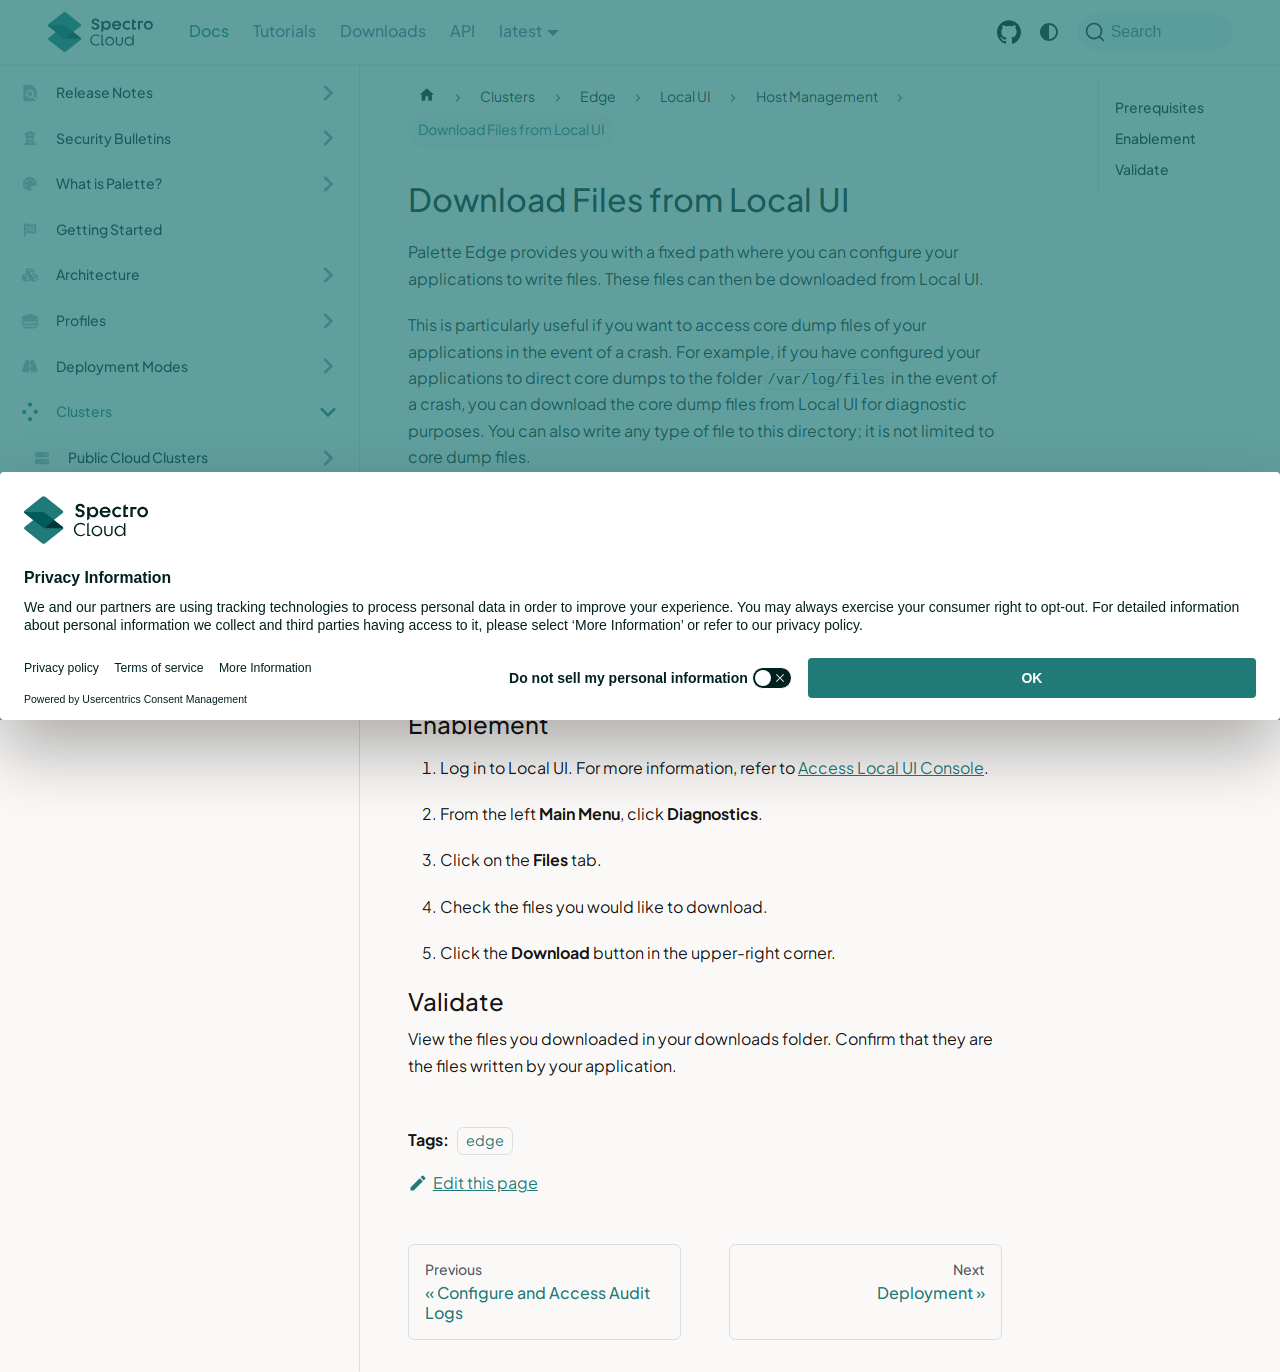 Spectro Cloud
Docs
Tutorials
Downloads
API
latest
Search
Release Notes
Security Bulletins
What is Palette?
Getting Started
Architecture
Profiles
Deployment Modes
Clusters
Public Cloud Clusters
Clusters
Edge
Local UI
Host Management
Download Files from Local UI
Prerequisites
Enablement
Validate
Download Files from Local UI
Palette Edge provides you with a fixed path where you can configure your
applications to write files. These files can then be downloaded from Local UI.
This is particularly useful if you want to access core dump files of your
applications in the event of a crash. For example, if you have configured your
applications to direct core dumps to the folder /var/log/files in the event of
a crash, you can download the core dump files from Local UI for diagnostic
purposes. You can also write any type of file to this directory; it is not limited to
core dump files.
Spectro
Cloud
Privacy Information
We and our partners are using tracking technologies to process personal data in order to improve your experience. You may always exercise your consumer right to opt-out. For detailed information
about personal information we collect and third parties having access to it, please select ‘More Information’ or refer to our privacy policy.
Privacy policy
Terms of service
More Information
Do not sell my personal information
OK
Powered by Usercentrics Consent Management
Enablement
1. Log in to Local UI. For more information, refer to Access Local UI Console.
2. From the left Main Menu, click Diagnostics.
3. Click on the Files tab.
4. Check the files you would like to download.
5. Click the Download button in the upper-right corner.
Validate
View the files you downloaded in your downloads folder. Confirm that they are
the files written by your application.
Tags: edge
Edit this page
Previous
« Configure and Access Audit
Logs
Next
Deployment »